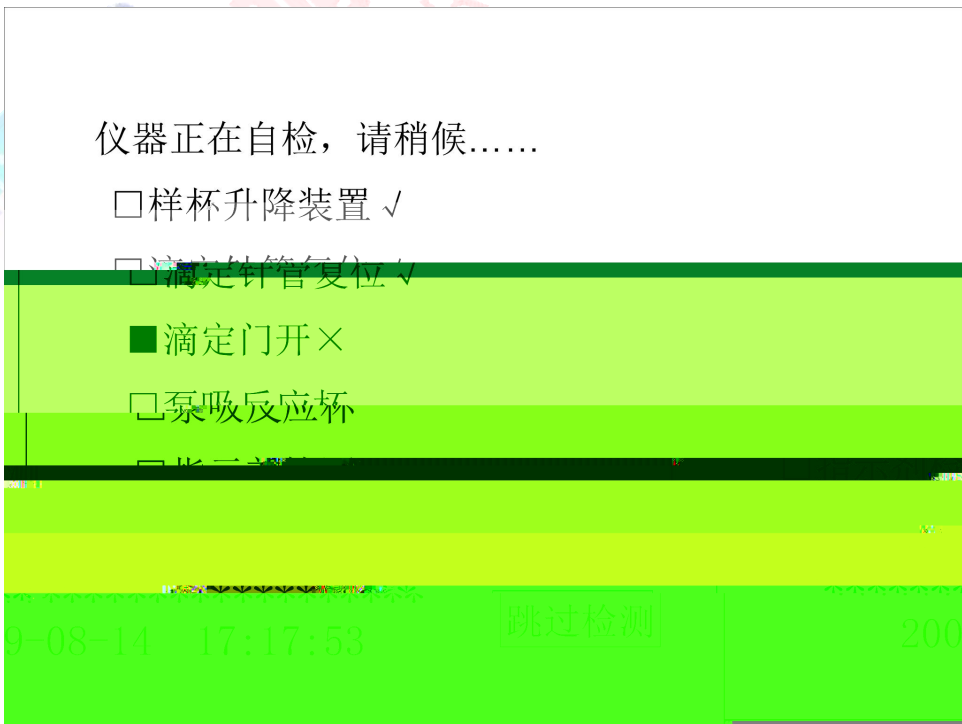 仪器正在自检，请稍候……
□样杯升降装置 √
□滴定针管复位 √
■滴定门开×
□泵吸反应杯
跳过检测
9-08-14 17:17:53
200